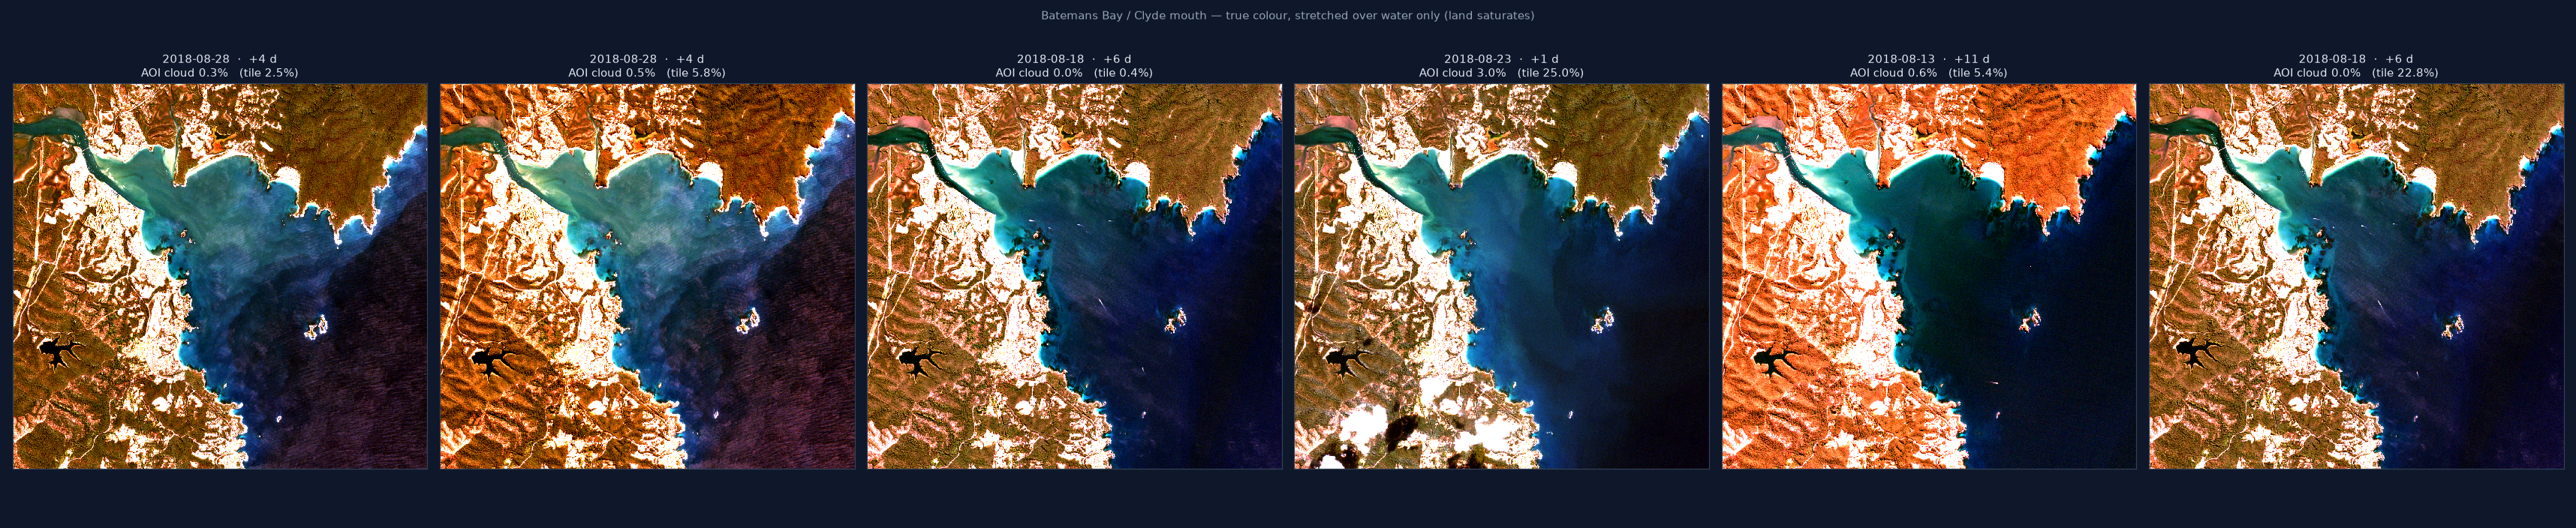 Batemans Bay / Clyde mouth — true colour, stretched over water only (land saturates)
2018-08-28 · +4 d
AOI cloud 0.3% (tile 2.5%)
2018-08-28 · +4 d
AOI cloud 0.5% (tile 5.8%)
2018-08-18 · +6 d
AOI cloud 0.0% (tile 0.4%)
2018-08-23 · +1 d
AOI cloud 3.0% (tile 25.0%)
2018-08-13 · +11 d
AOI cloud 0.6% (tile 5.4%)
2018-08-18 · +6 d
AOI cloud 0.0% (tile 22.8%)